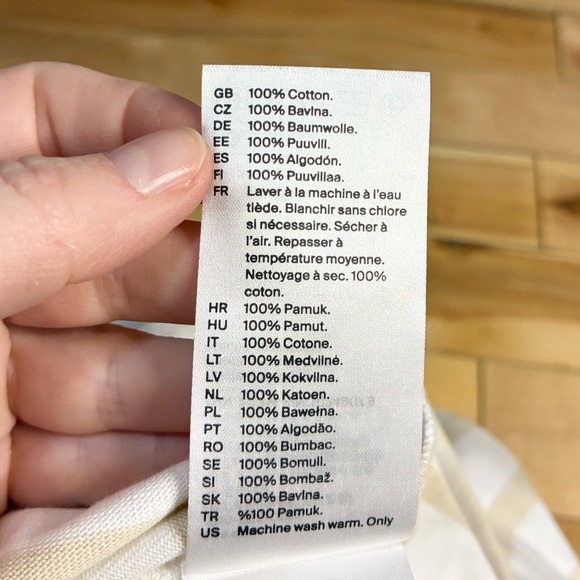 GB 100% Cotton.
CZ 100% Bavlna.
DE 100% Baumwolle.
EE 100% Puuvill.
ES 100% Algodón.
FI 100% Puuvillaa.
FR Laver à la machine à l'eau
tiède. Blanchir sans chlore
si nécessaire. Sécher à
l'air. Repasser à
température moyenne.
Nettoyage à sec. 100%
coton.
HR 100% Pamuk.
HU 100% Pamut.
IT 100% Cotone.
LT 100% Medvilnė.
LV 100% Kokvilna.
NL 100% Katoen.
PL 100% Bawełna.
PT 100% Algodão.
RO 100% Bumbac.
SE 100% Bomull.
SI 100% Bombaž.
SK 100% Bavlna.
TR %100 Pamuk.
US Machine wash warm. Only